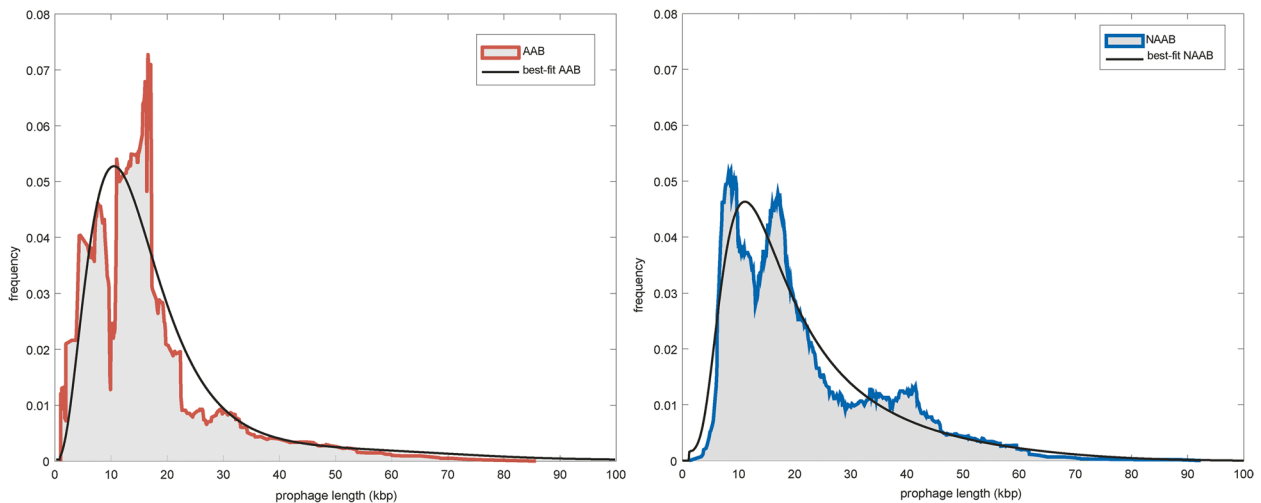 0.08
0.07
0.06
0.05
0.04
0.03
0.02
0.01
0
frequency
0 10 20 30 40 50 60 70 80 90 100
prophage length (kbp)
AAB
best-fit AAB
0.08
0.07
0.06
0.05
0.04
0.03
0.02
0.01
0
frequency
0 10 20 30 40 50 60 70 80 90 100
prophage length (kbp)
NAAB
best-fit NAAB